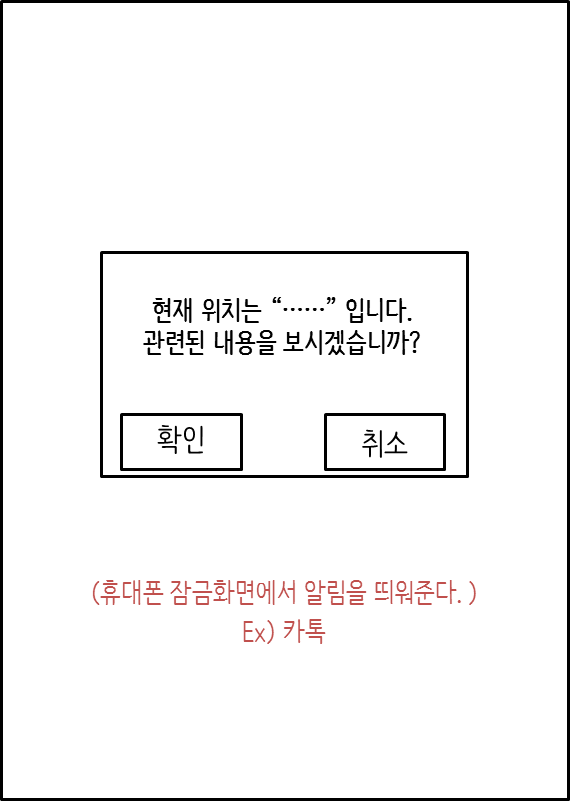 현재 위치는 “……” 입니다.
관련된 내용을 보시겠습니까?
확인
취소
(휴대폰 잠금화면에서 알림을 띄워준다. )
Ex) 카톡